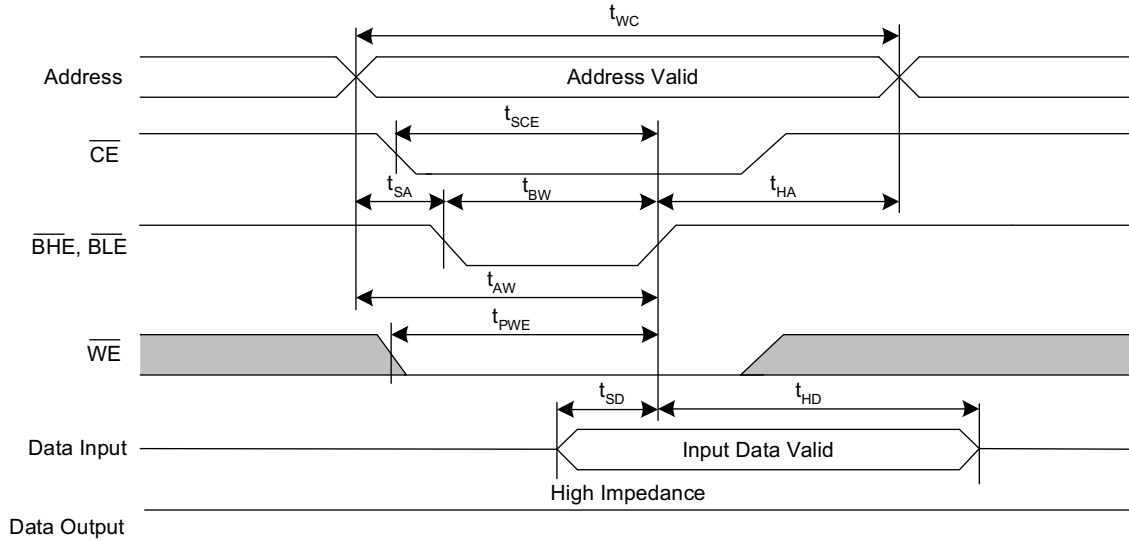 tWC
Address
Address Valid
tSCE
CE
tSA
tBW
tHA
BHE, BLE
tAW
tPWE
WE
tSD
tHD
Data Input
Input Data Valid
High Impedance
Data Output